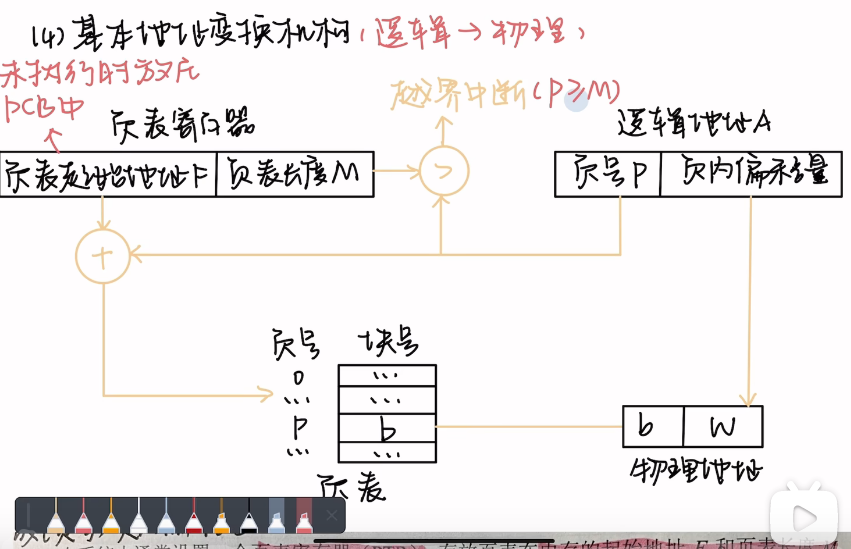 (4)基本地址变换机构(逻辑→物理)
未执行时放在
PCB中
越界中断(P≥M)
页表寄存器
逻辑地址A
页表起始地址F 页表长度M
>
页号P 页内偏移量
+
页号 块号
0 ...
... ...
P b
... ...
页表
b W
物理地址